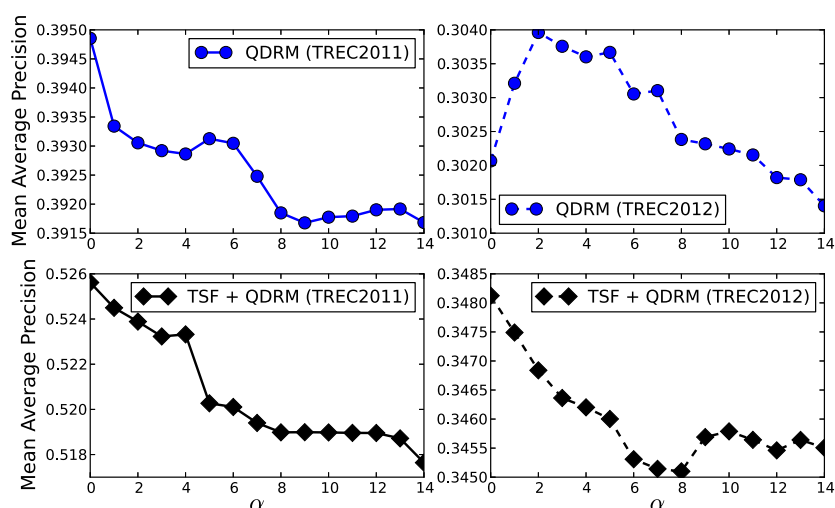 Mean Average Precision
0.3950
0.3945
0.3940
0.3935
0.3930
0.3925
0.3920
0.3915
QDRM (TREC2011)
0 2 4 6 8 10 12 14
0.3040
0.3035
0.3030
0.3025
0.3020
0.3015
0.3010
QDRM (TREC2012)
0 2 4 6 8 10 12 14
Mean Average Precision
0.526
0.524
0.522
0.520
0.518
TSF + QDRM (TREC2011)
0 2 4 6 8 10 12 14
α
0.3485
0.3480
0.3475
0.3470
0.3465
0.3460
0.3455
0.3450
TSF + QDRM (TREC2012)
0 2 4 6 8 10 12 14
α